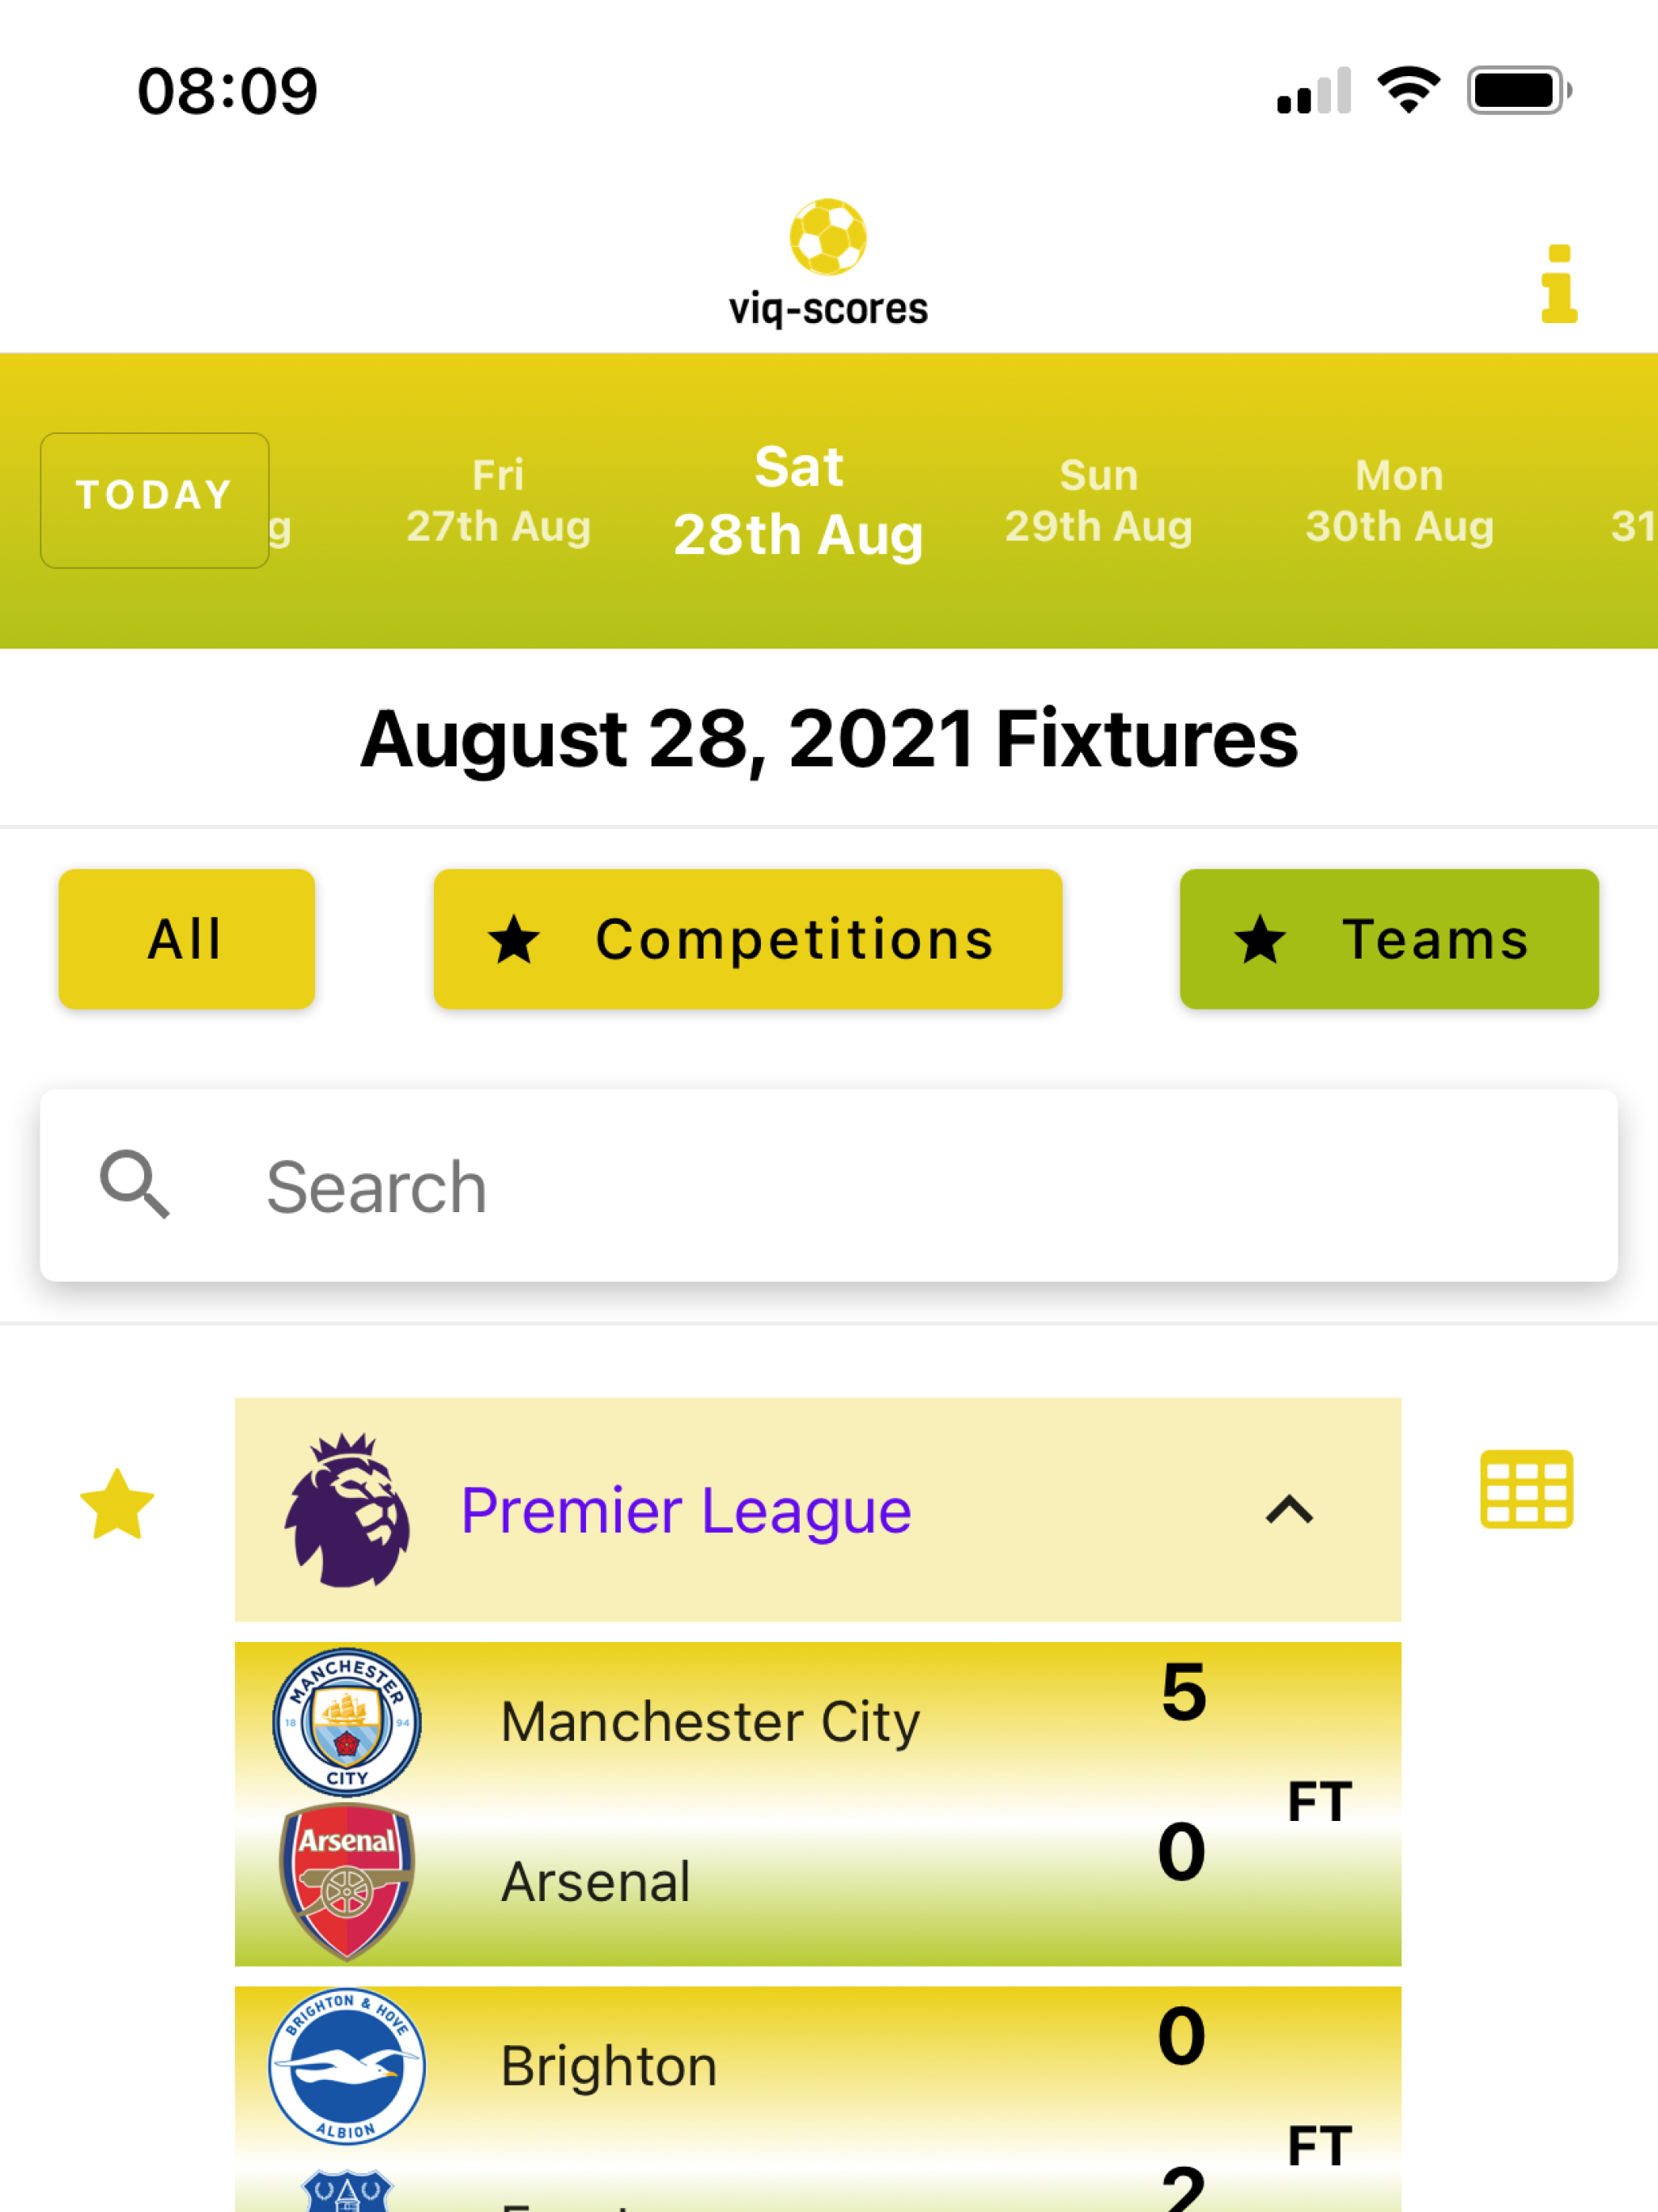 08:09
viq-scores
TODAY
g
Fri
27th Aug
Sat
28th Aug
Sun
29th Aug
Mon
30th Aug
31
August 28, 2021 Fixtures
All
Competitions
Teams
Search
Premier League
MANCHESTER
18 94
CITY
Manchester City
5
FT
Arsenal
Arsenal
0
BRIGHTON & HOVE
ALBION
Brighton
0
FT
2